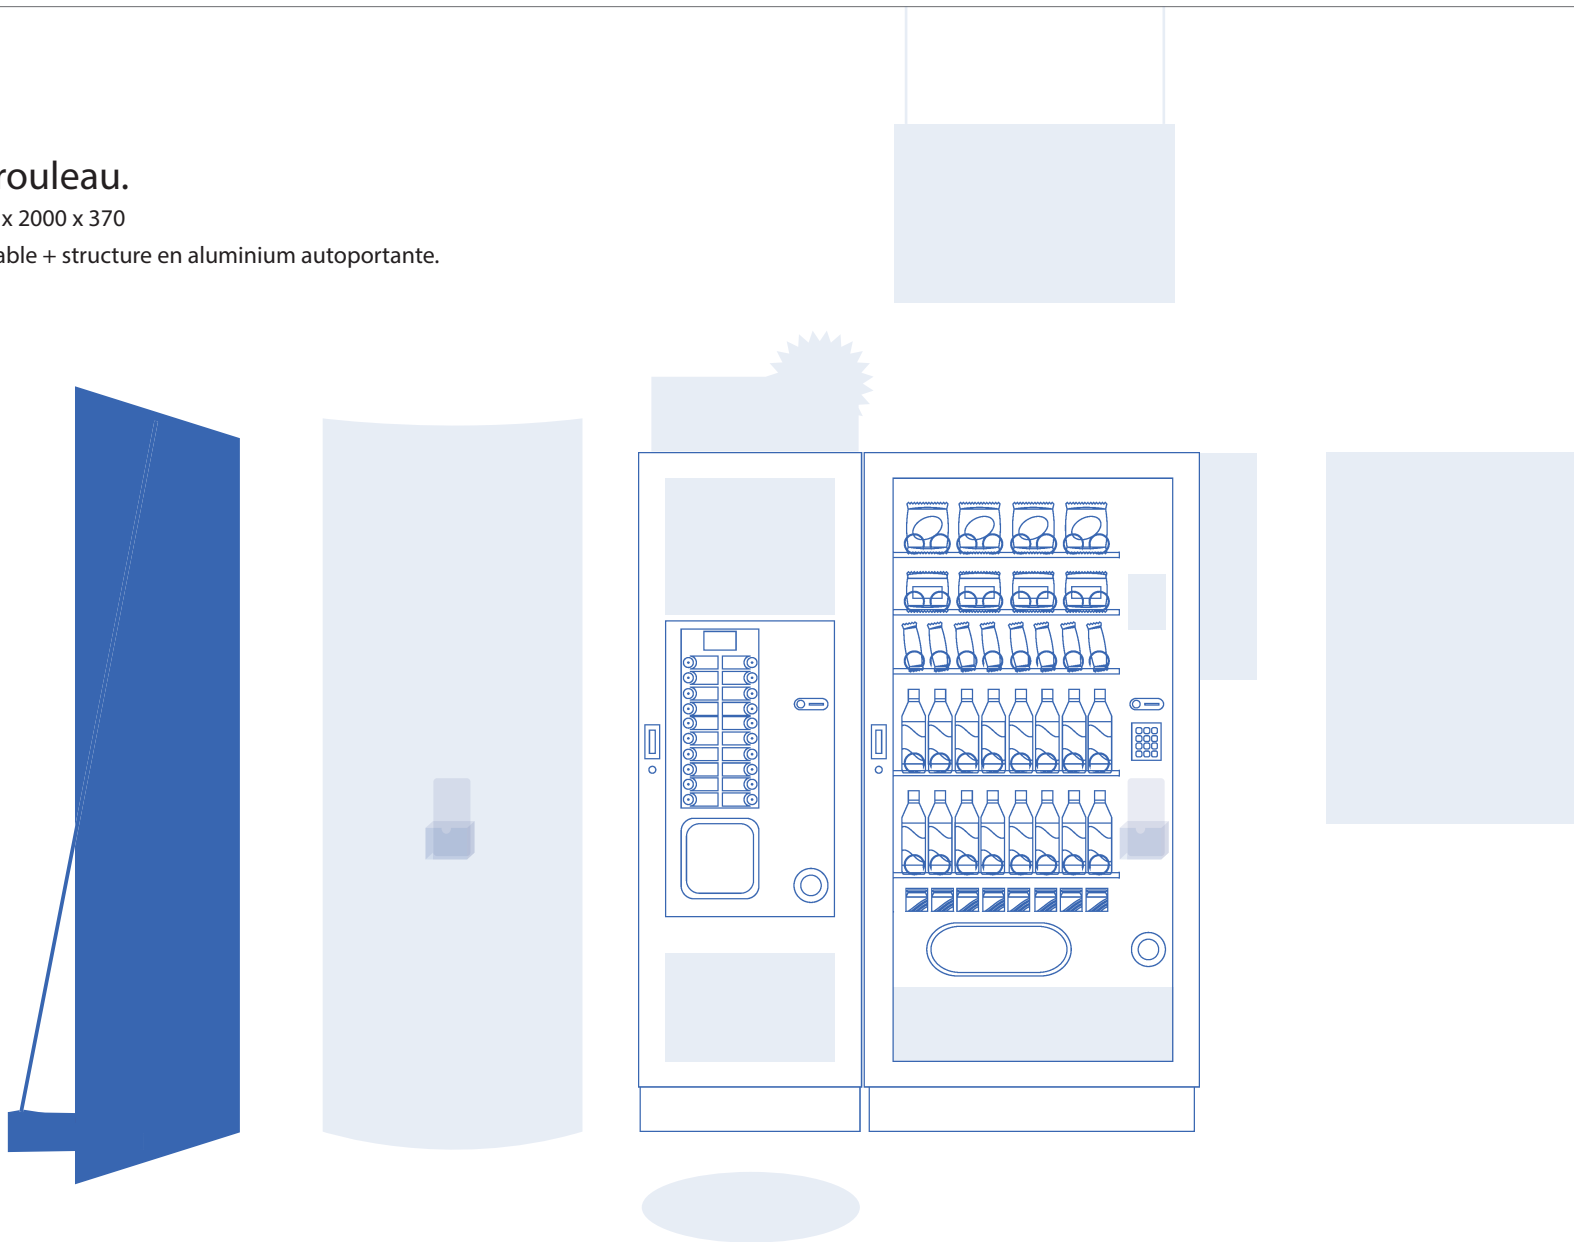 rouleau.
x 2000 x 370
able + structure en aluminium autoportante.